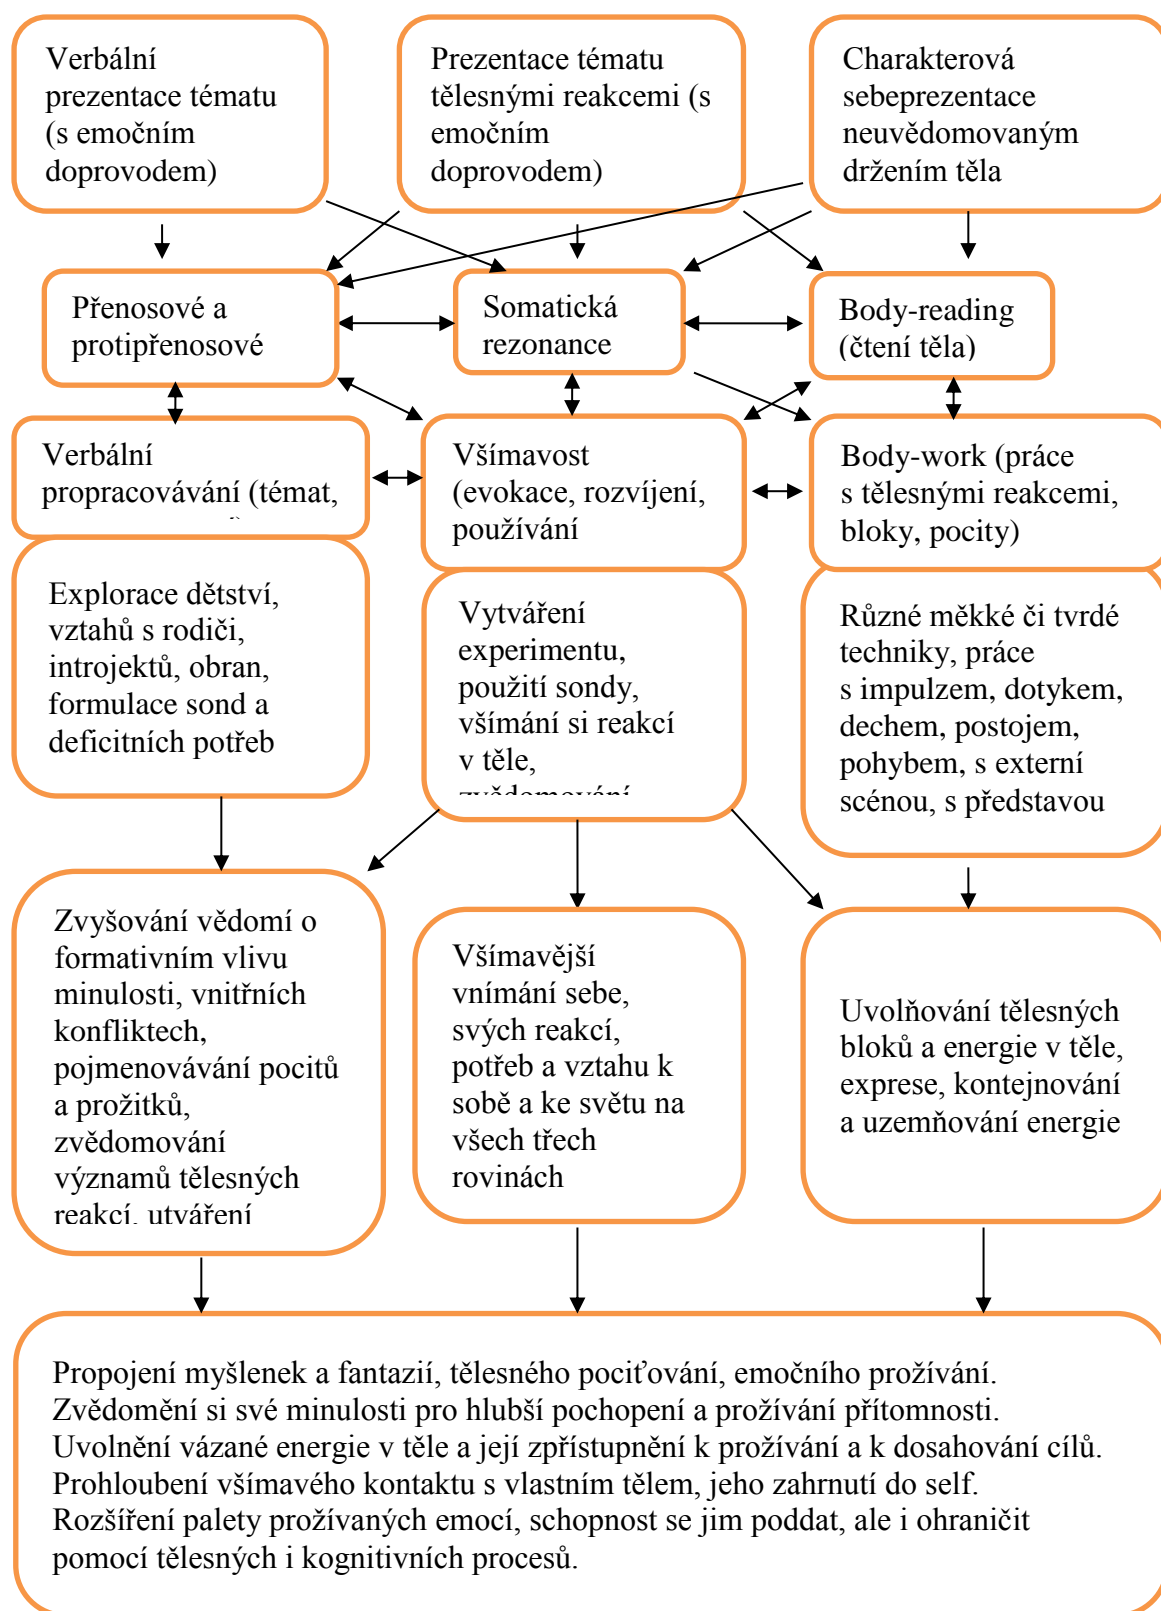 Verbální
prezentace tématu
(s emočním
doprovodem)
Prezentace tématu
tělesnými reakcemi (s
emočním
doprovodem)
Charakterová
sebeprezentace
neuvědomovaným
držením těla
Přenosové a
protipřenosové
Somatická
rezonance
Body-reading
(čtení těla)
Verbální
propracovávání (témat,
Všímavost
(evokace, rozvíjení,
používání
Body-work (práce
s tělesnými reakcemi,
bloky, pocity)
Explorace dětství,
vztahů s rodiči,
introjektů, obran,
formulace sond a
deficitních potřeb
Vytváření
experimentu,
použití sondy,
všímání si reakcí
v těle,
zvědomování
Různé měkké či tvrdé
techniky, práce
s impulzem, dotykem,
dechem, postojem,
pohybem, s externí
scénou, s představou
Zvyšování vědomí o
formativním vlivu
minulosti, vnitřních
konfliktech,
pojmenovávání pocitů
a prožitků,
zvědomování
významů tělesných
reakcí, utváření
Všímavější
vnímání sebe,
svých reakcí,
potřeb a vztahu k
sobě a ke světu na
všech třech
rovinách
Uvolňování tělesných
bloků a energie v těle,
exprese, kontejnování
a uzemňování energie
Propojení myšlenek a fantazií, tělesného pociťování, emočního prožívání.
Zvědomění si své minulosti pro hlubší pochopení a prožívání přítomnosti.
Uvolnění vázané energie v těle a její zpřístupnění k prožívání a k dosahování cílů.
Prohloubení všímavého kontaktu s vlastním tělem, jeho zahrnutí do self.
Rozšíření palety prožívaných emocí, schopnost se jim poddat, ale i ohraničit
pomocí tělesných i kognitivních procesů.